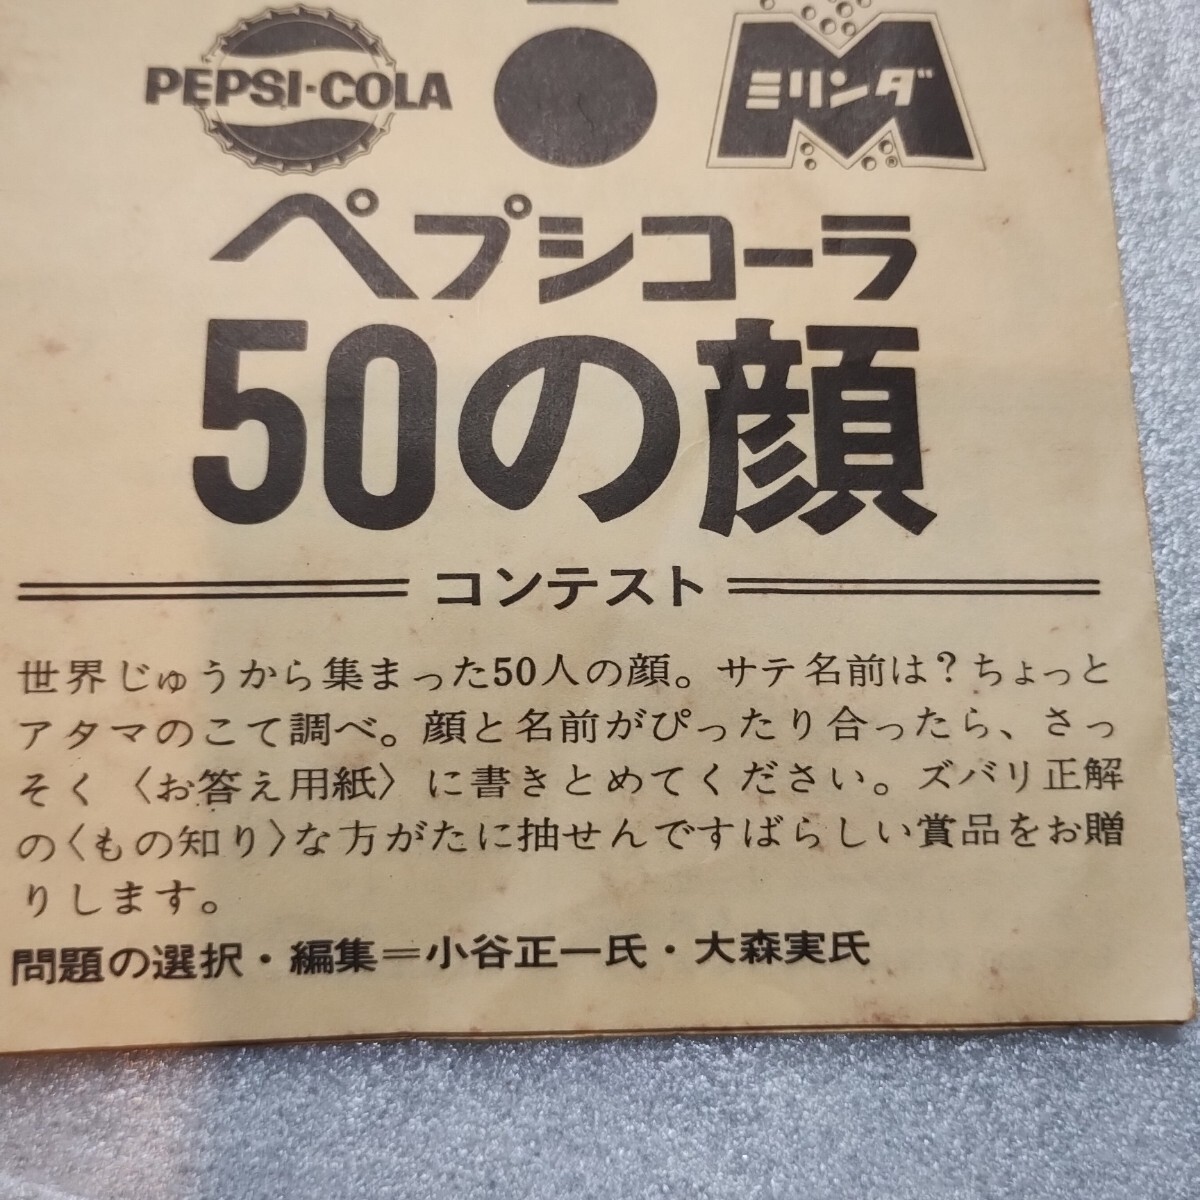 PEPSI-COLA
ミリンダ
ペプシコーラ
50の顔
コンテスト
世界じゅうから集まった50人の顔。サテ名前は?ちょっと
アタマのこて調べ。顔と名前がぴったり合ったら、さっ
そく〈お答え用紙〉に書きとめてください。ズバリ正解
の〈もの知り〉な方がたに抽せんですばらしい賞品をお贈
りします。
問題の選択・編集=小谷正一氏・大森実氏